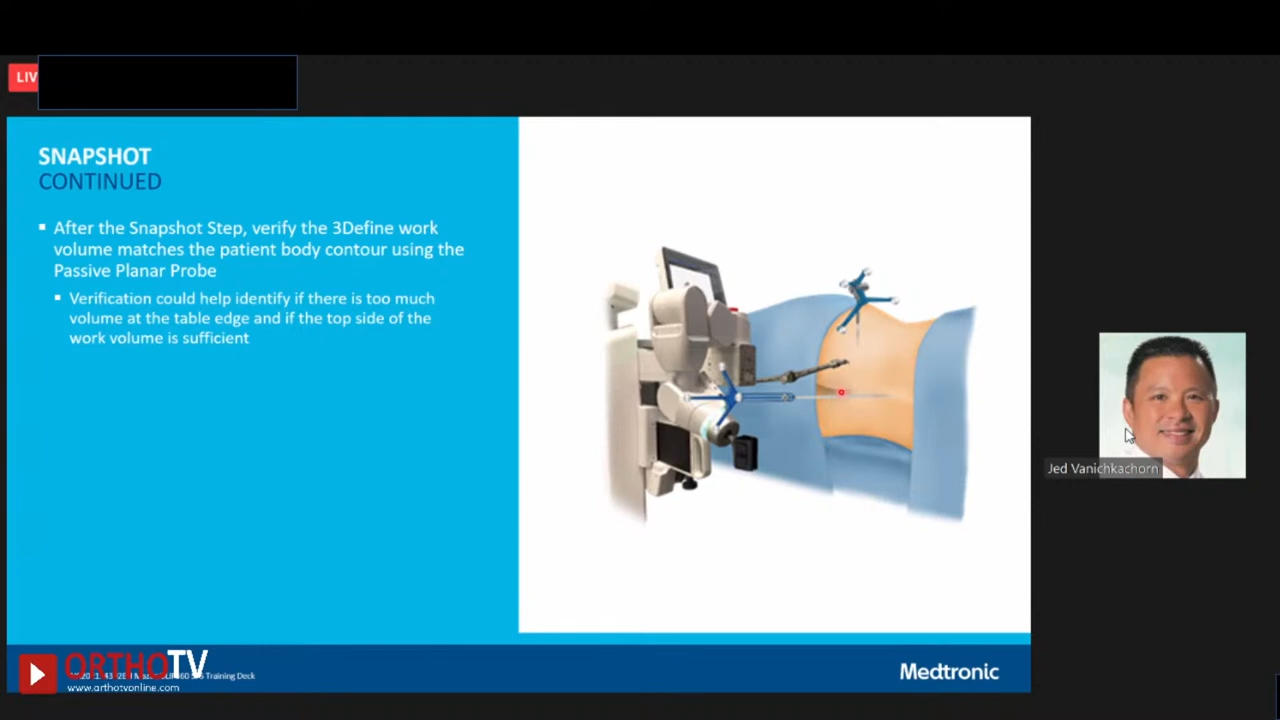 LIV
SNAPSHOT
CONTINUED
After the Snapshot Step, verify the 3Define work
volume matches the patient body contour using the
Passive Planar Probe
Verification could help identify if there is too much
volume at the table edge and if the top side of the
work volume is sufficient
Jed Vanichkachorn
ORTHOTV
Training Deck
www.orthotvonline.com
Medtronic